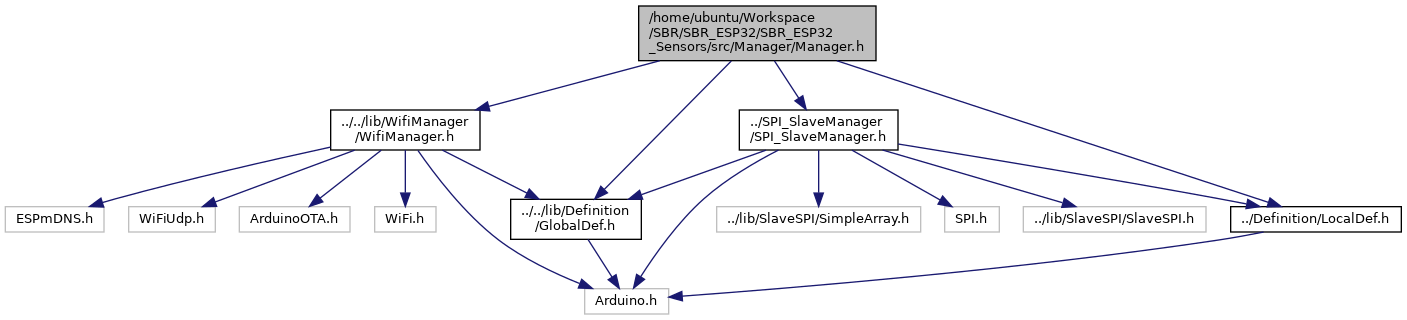 /home/ubuntu/Workspace
/SBR/SBR_ESP32/SBR_ESP32
_Sensors/src/Manager/Manager.h
../../lib/WifiManager
/WifiManager.h
../SPI_SlaveManager
/SPI_SlaveManager.h
ESPmDNS.h
WiFiUdp.h
ArduinoOTA.h
WiFi.h
../../lib/Definition
/GlobalDef.h
../lib/SlaveSPI/SimpleArray.h
SPI.h
../lib/SlaveSPI/SlaveSPI.h
../Definition/LocalDef.h
Arduino.h